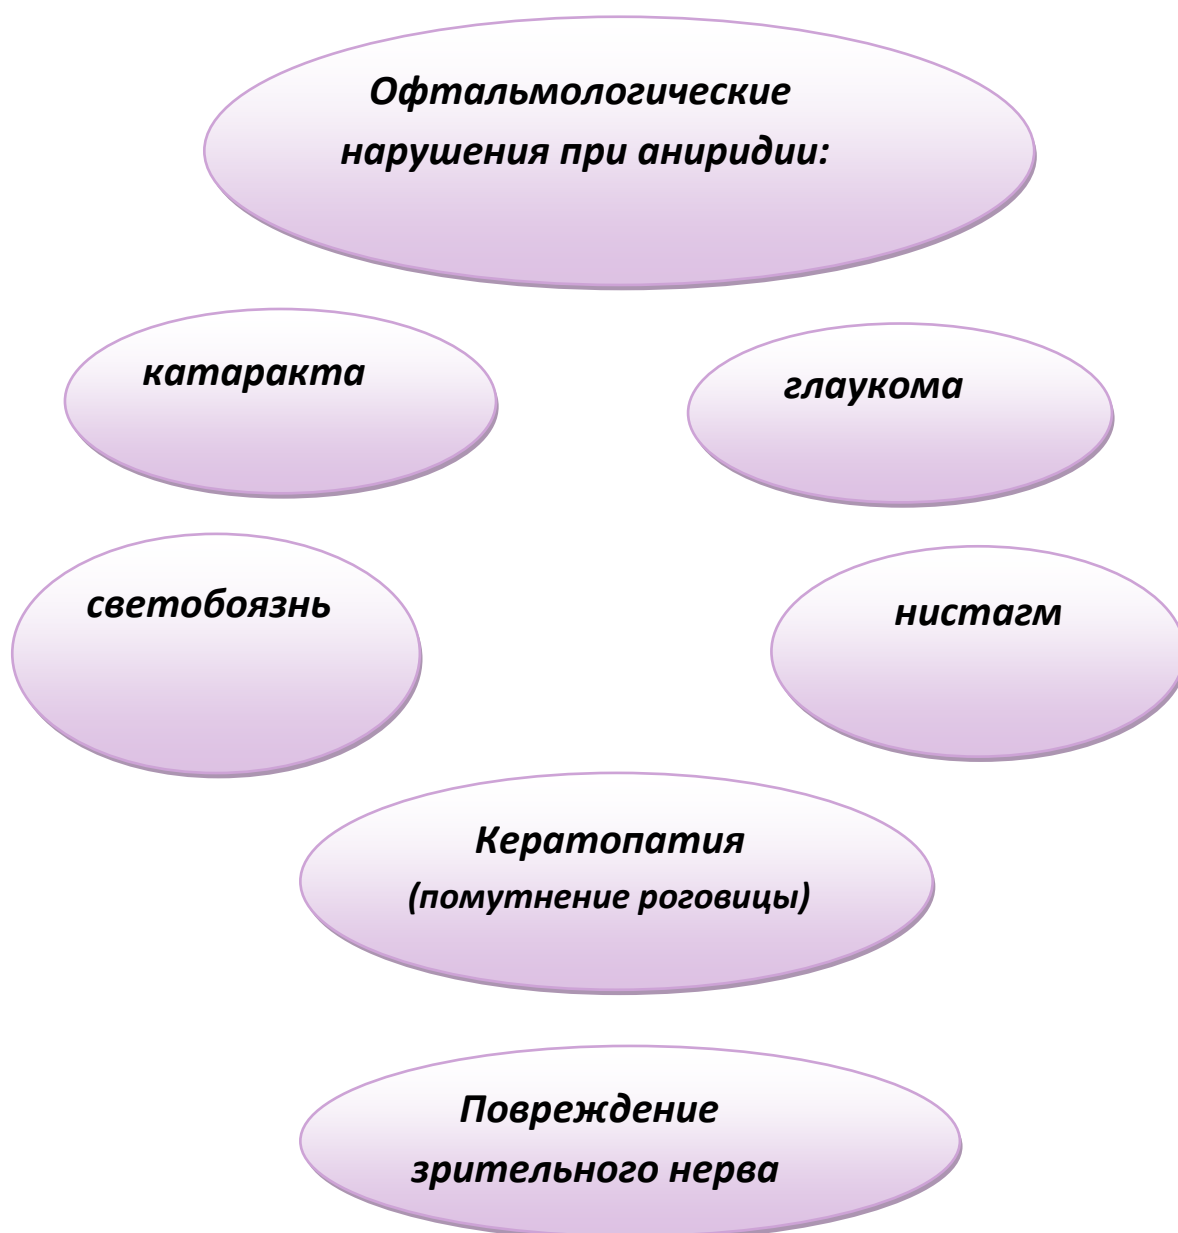 Офтальмологические
нарушения при аниридии:
катаракта
глаукома
светобоязнь
нистагм
Кератопатия
(помутнение роговицы)
Повреждение
зрительного нерва